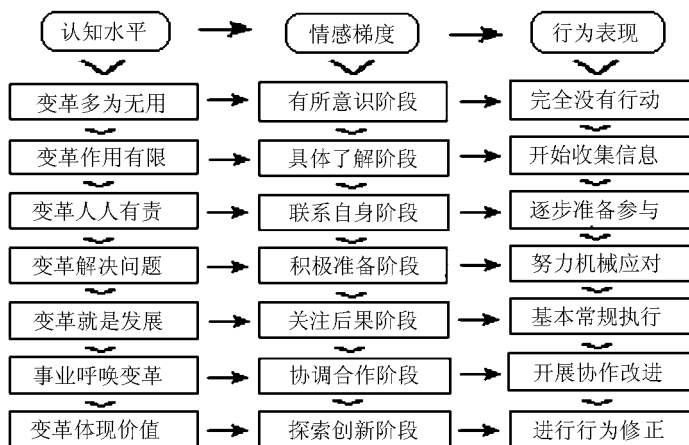 认知水平 情感梯度 行为表现
变革多为无用 有所意识阶段 完全没有行动
变革作用有限 具体了解阶段 开始收集信息
变革人人有责 联系自身阶段 逐步准备参与
变革解决问题 积极准备阶段 努力机械应对
变革就是发展 关注后果阶段 基本常规执行
事业呼唤变革 协调合作阶段 开展协作改进
变革体现价值 探索创新阶段 进行行为修正